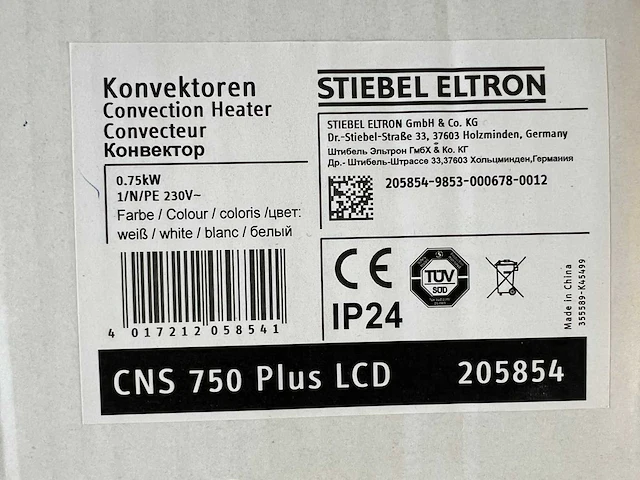 Konvektoren
Convection Heater
Convecteur
Конвектор
STIEBEL ELTRON
STIEBEL ELTRON GmbH & Co. KG
Dr.-Stiebel-Straße 33, 37603 Holzminden, Germany
Штибель Эльтрон ГмбХ & Ко. КГ
Др.- Штибель-Штрассе 33,37603 Хольцминден,Германия
205854-9853-000678-0012
0.75kW
1/N/PE 230V~
Farbe / Colour / coloris /цвет:
weiß / white / blanc / белый
4 017212 058541
CE
IP24
TÜV
SÜD
Made in China
355589-K45499
CNS 750 Plus LCD 205854